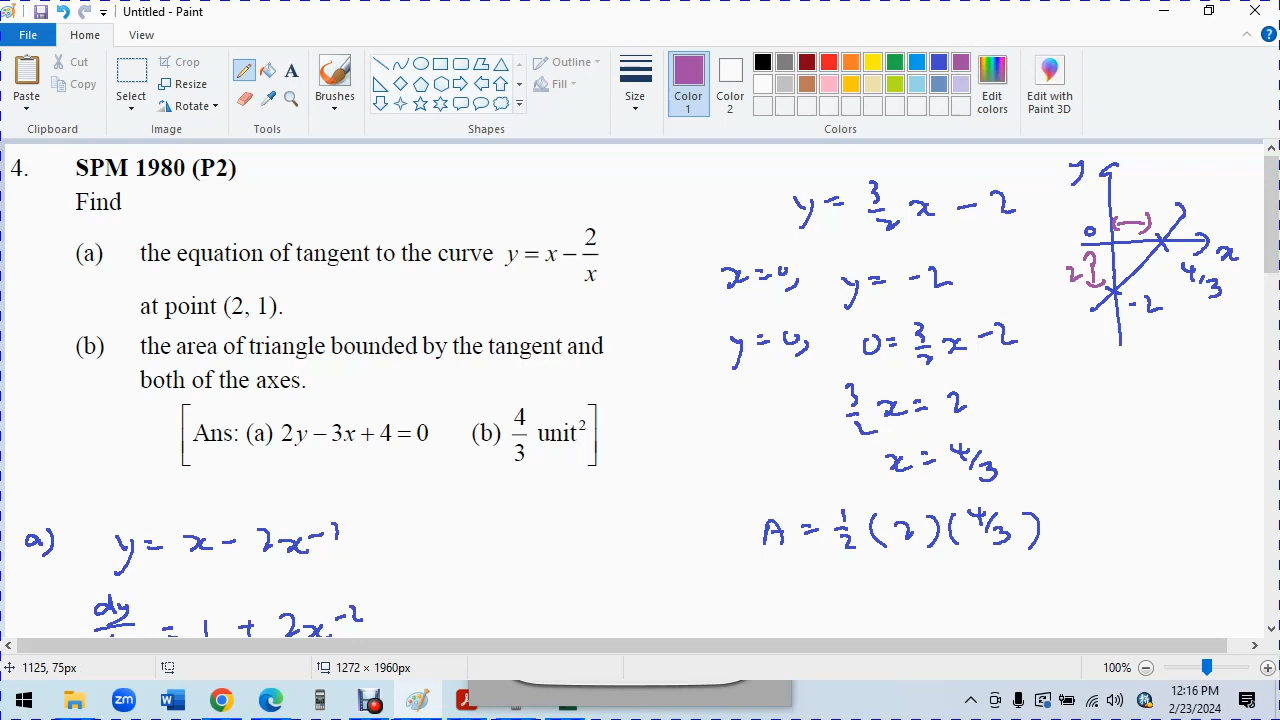 Untitled - Paint
File Home View
Paste Cut Copy Clipboard
Select Crop Resize Rotate Image
Tools
Brushes
Outline Fill Shapes
Size
Color 1 Color 2 Edit colors Colors
Edit with Paint 3D
4. SPM 1980 (P2)
Find
(a) the equation of tangent to the curve y = x − 2/x
at point (2, 1).
(b) the area of triangle bounded by the tangent and
both of the axes.
[Ans: (a) 2y − 3x + 4 = 0 (b) 4/3 unit²]
a) y = x − 2x⁻¹
dy = 1 + 2x⁻²
y = 3/2 x − 2
x = 0, y = −2
y = 0, 0 = 3/2 x − 2
3/2 x = 2
x = 4/3
A = 1/2 (2)(4/3)
y
0
x
2
4/3
-2
1125, 75px
1272 × 1960px
100%
12:16 PM
2/23/2024